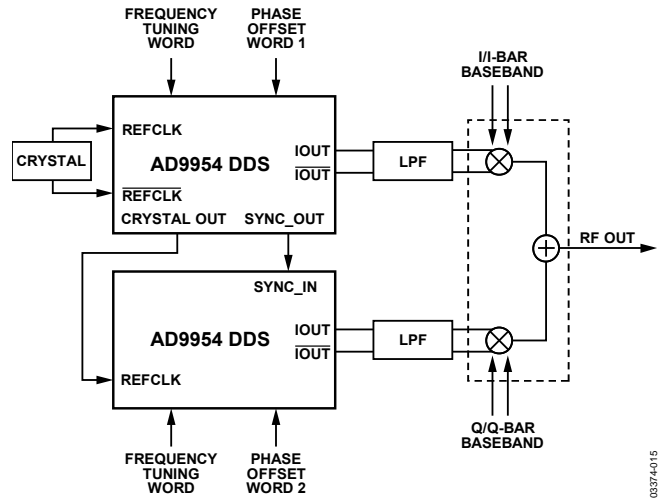 FREQUENCY
TUNING
WORD
PHASE
OFFSET
WORD 1
I/I-BAR
BASEBAND
REFCLK
CRYSTAL
AD9954 DDS
IOUT
IOUT
LPF
REFCLK
CRYSTAL OUT
SYNC_OUT
RF OUT
SYNC_IN
AD9954 DDS
IOUT
IOUT
LPF
REFCLK
Q/Q-BAR
BASEBAND
FREQUENCY
TUNING
WORD
PHASE
OFFSET
WORD 2
03374-015